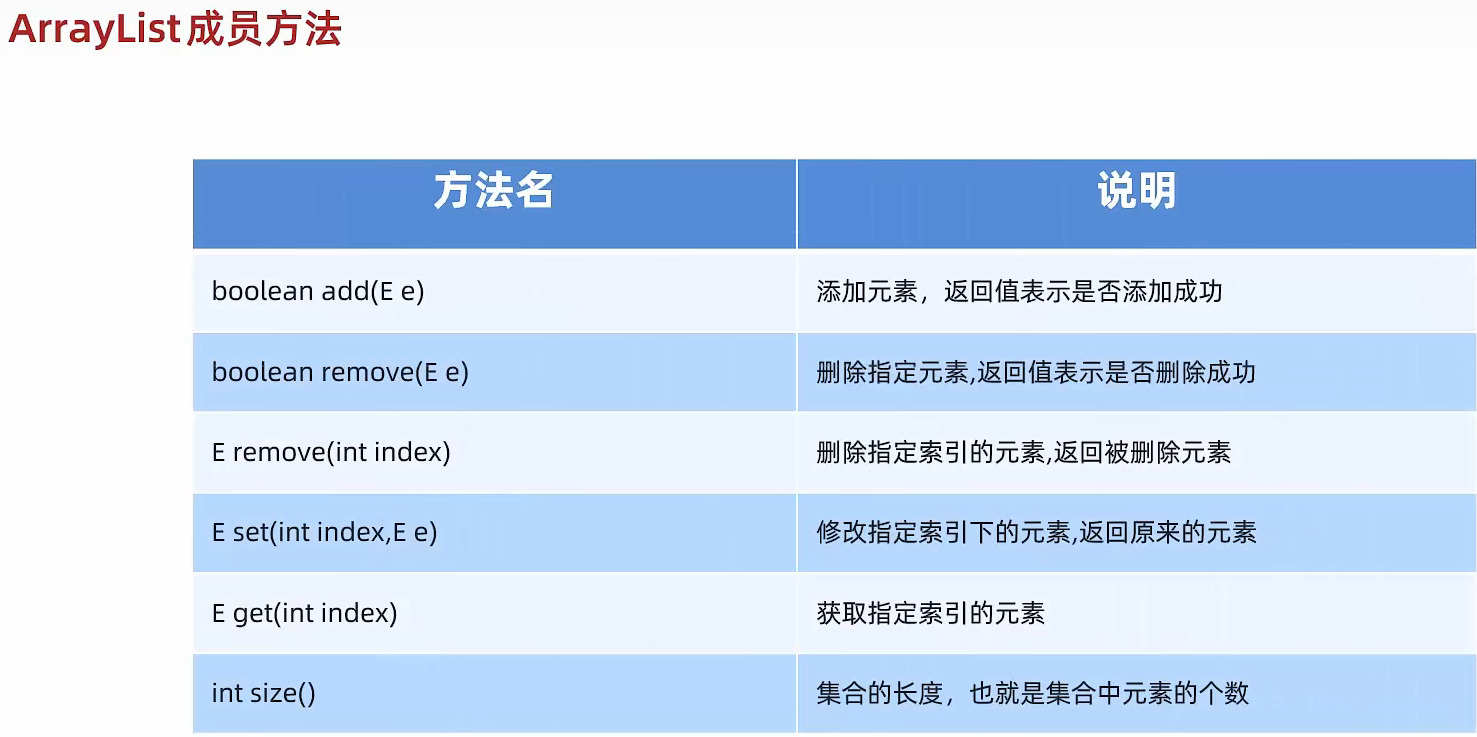 ArrayList成员方法
方法名 说明
boolean add(E e) 添加元素，返回值表示是否添加成功
boolean remove(E e) 删除指定元素,返回值表示是否删除成功
E remove(int index) 删除指定索引的元素,返回被删除元素
E set(int index,E e) 修改指定索引下的元素,返回原来的元素
E get(int index) 获取指定索引的元素
int size() 集合的长度，也就是集合中元素的个数